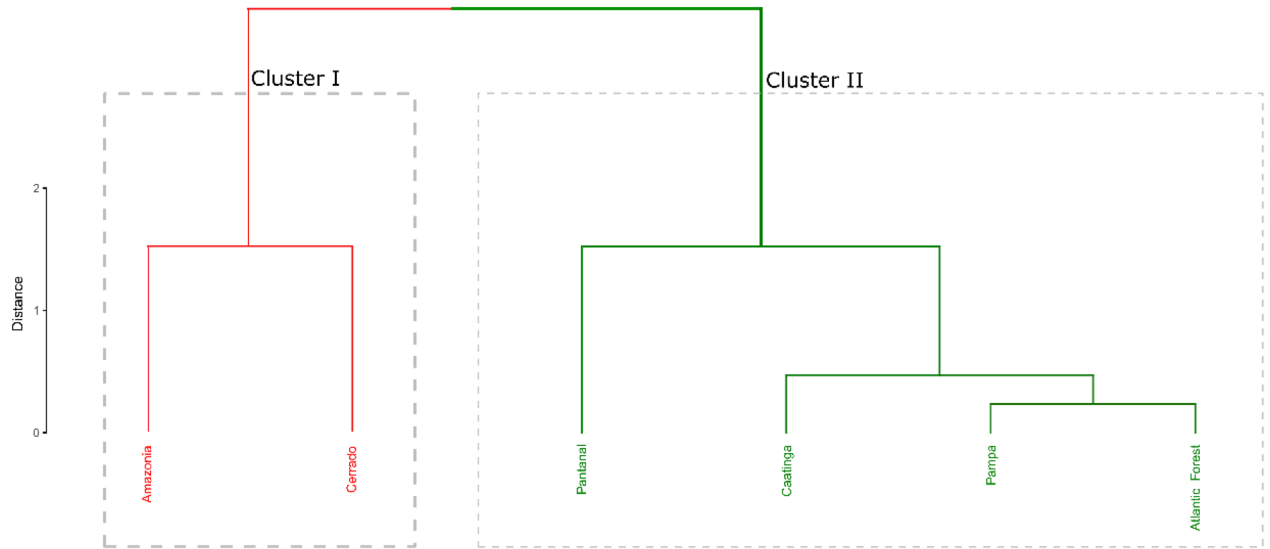 Cluster I
Cluster II
2
1
0
Distance
Amazonia
Cerrado
Pantanal
Caatinga
Pampa
Atlantic Forest